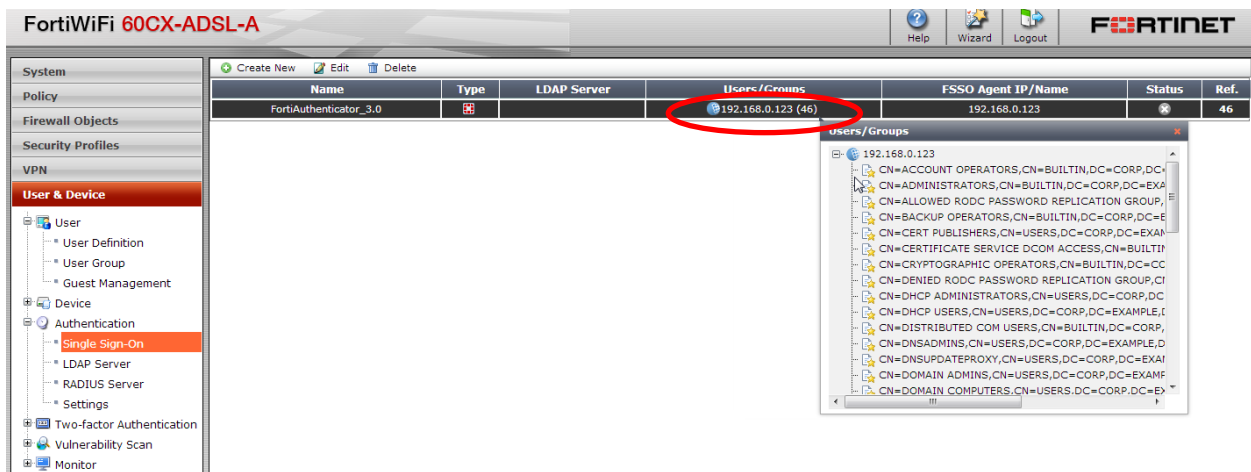 FortiWiFi 60CX-ADSL-A
Help Wizard Logout
FORTINET
System
Policy
Firewall Objects
Security Profiles
VPN
User & Device
User
User Definition
User Group
Guest Management
Device
Authentication
Single Sign-On
LDAP Server
RADIUS Server
Settings
Two-factor Authentication
Vulnerability Scan
Monitor
Create New Edit Delete
Name Type LDAP Server Users/Groups FSSO Agent IP/Name Status Ref.
FortiAuthenticator_3.0 192.168.0.123 (46) 192.168.0.123 46
Users/Groups
192.168.0.123
CN=ACCOUNT OPERATORS,CN=BUILTIN,DC=CORP,DC=
CN=ADMINISTRATORS,CN=BUILTIN,DC=CORP,DC=EXA
CN=ALLOWED RODC PASSWORD REPLICATION GROUP,
CN=BACKUP OPERATORS,CN=BUILTIN,DC=CORP,DC=E
CN=CERT PUBLISHERS,CN=USERS,DC=CORP,DC=EXAM
CN=CERTIFICATE SERVICE DCOM ACCESS,CN=BUILTIN
CN=CRYPTOGRAPHIC OPERATORS,CN=BUILTIN,DC=CO
CN=DENIED RODC PASSWORD REPLICATION GROUP,CN
CN=DHCP ADMINISTRATORS,CN=USERS,DC=CORP,DC
CN=DHCP USERS,CN=USERS,DC=CORP,DC=EXAMPLE,D
CN=DISTRIBUTED COM USERS,CN=BUILTIN,DC=CORP,
CN=DNSADMINS,CN=USERS,DC=CORP,DC=EXAMPLE,D
CN=DNSUPDATEPROXY,CN=USERS,DC=CORP,DC=EXAM
CN=DOMAIN ADMINS,CN=USERS,DC=CORP,DC=EXAMP
CN=DOMAIN COMPUTERS,CN=USERS,DC=CORP,DC=EX